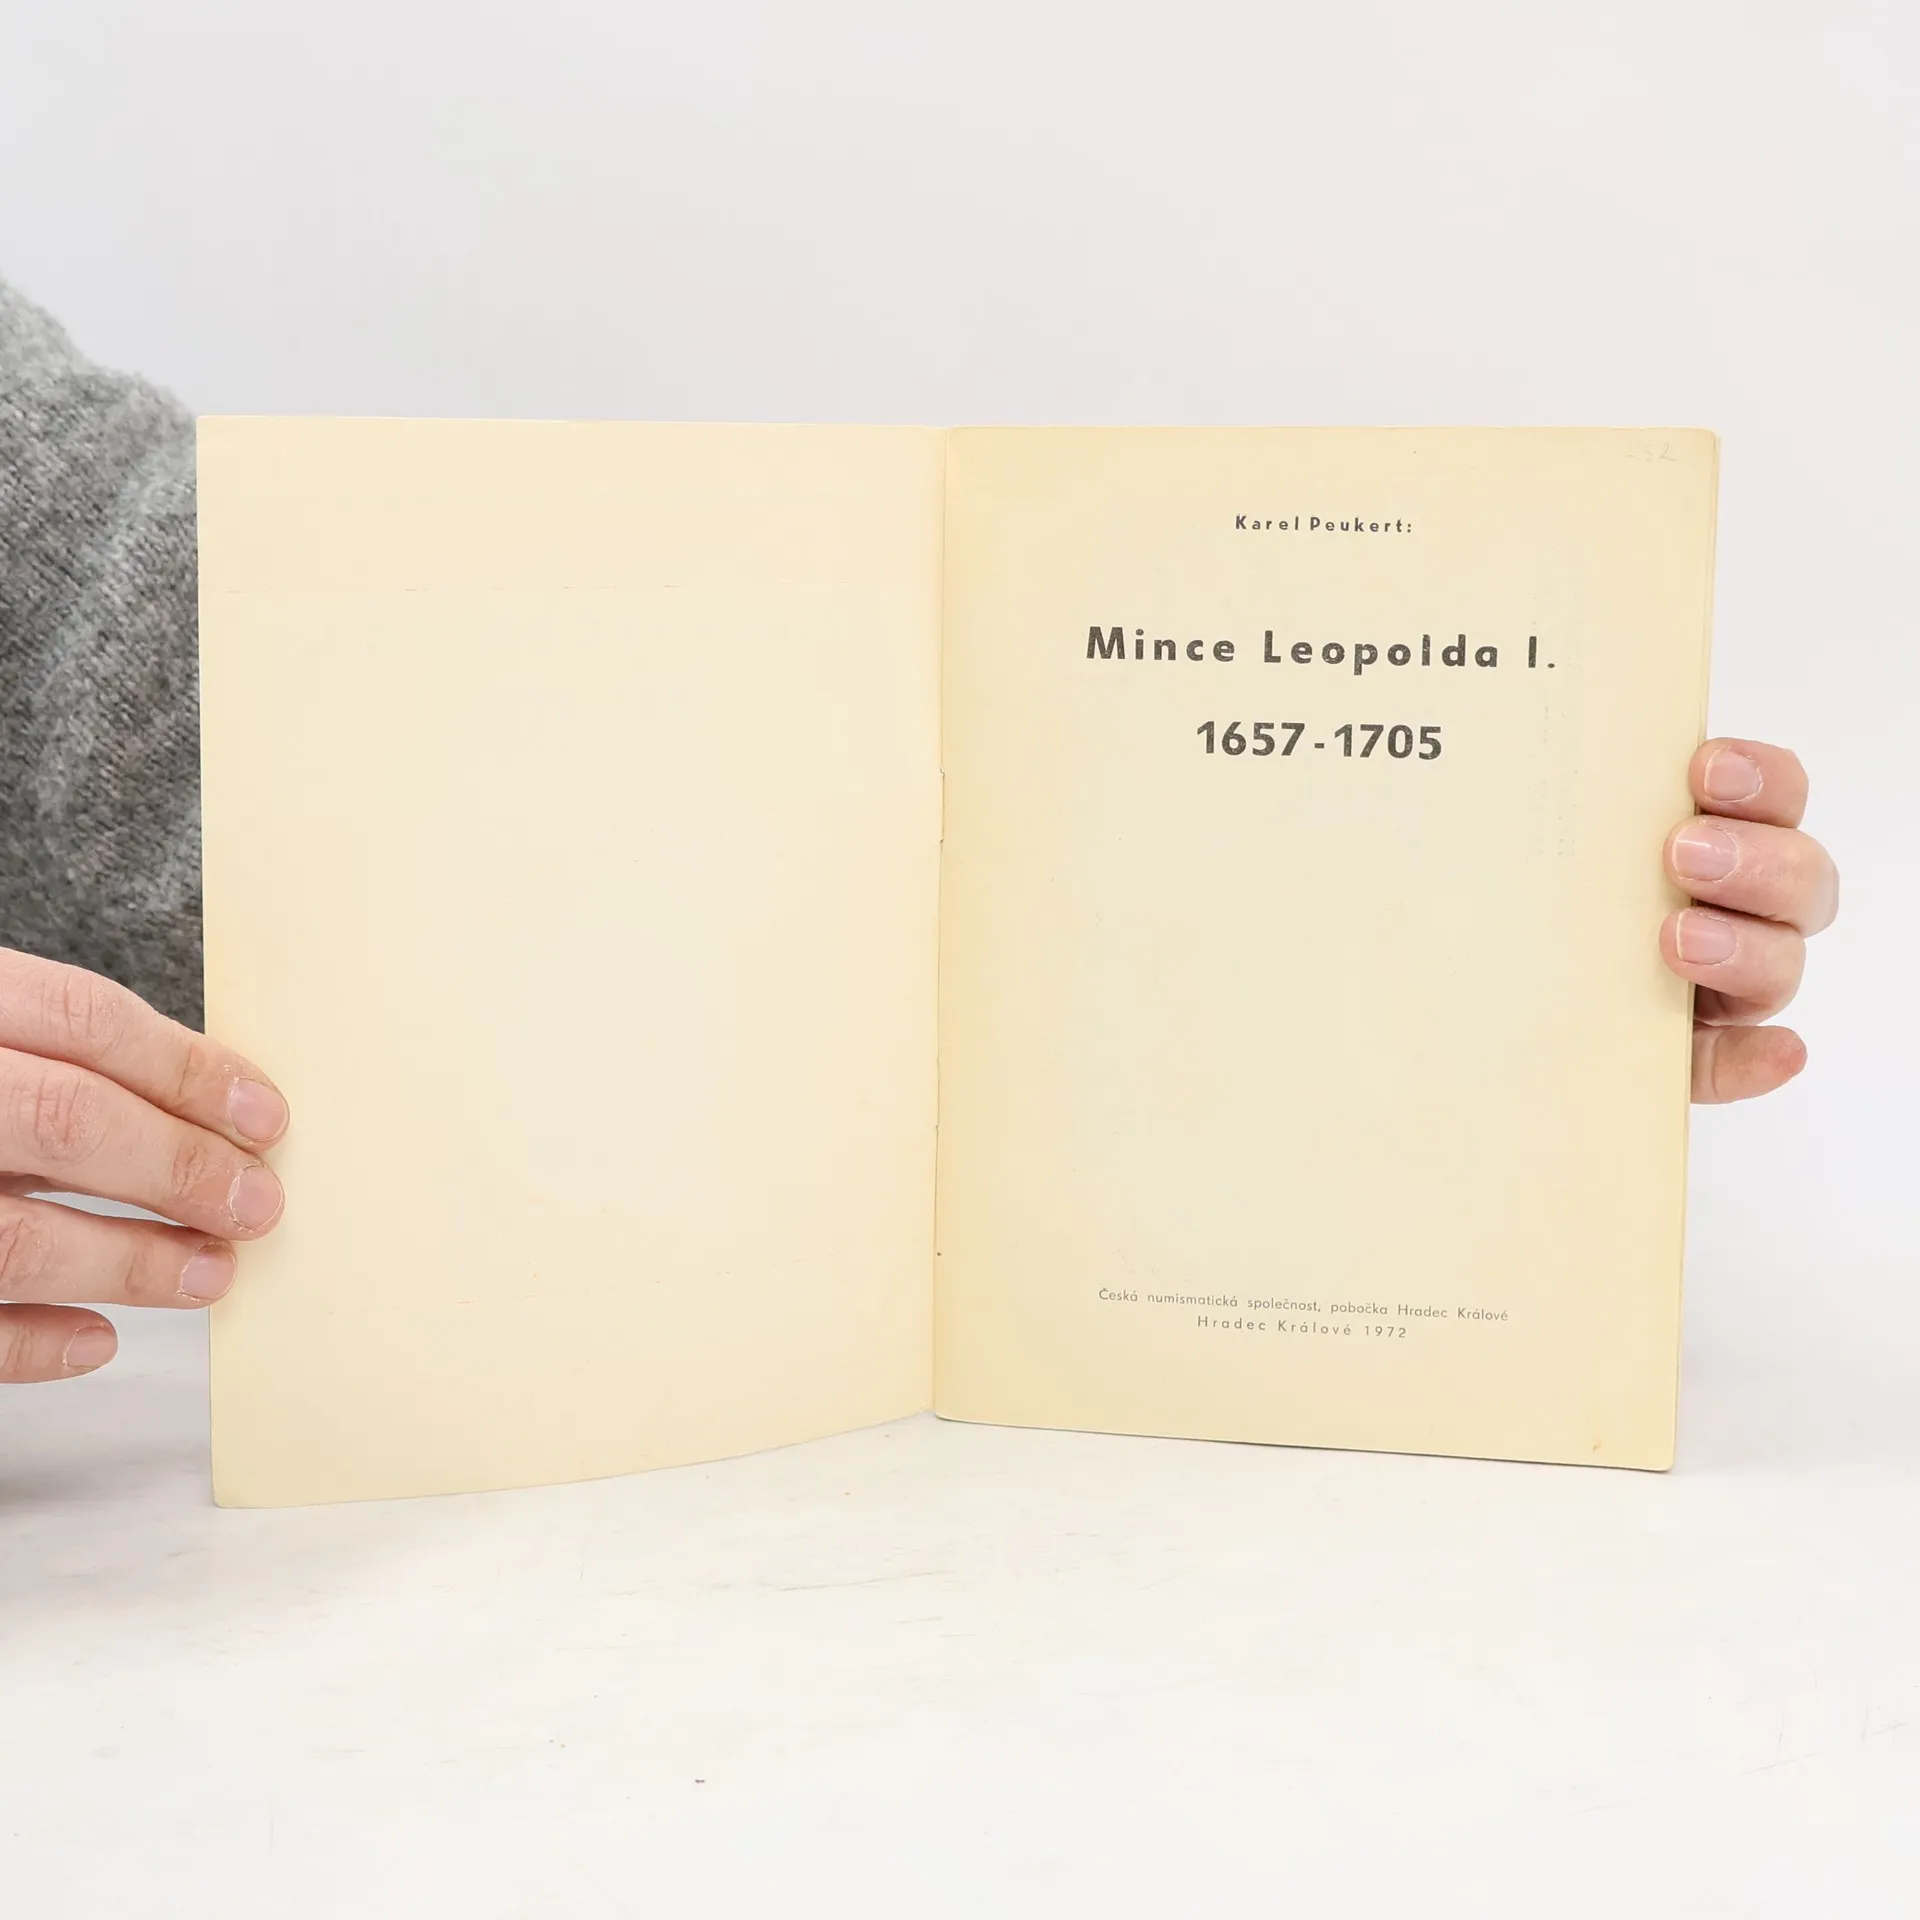 Karel Peukert:
Mince Leopolda I.
1657-1705
Česká numismatická společnost, pobočka Hradec Králové
Hradec Králové 1972